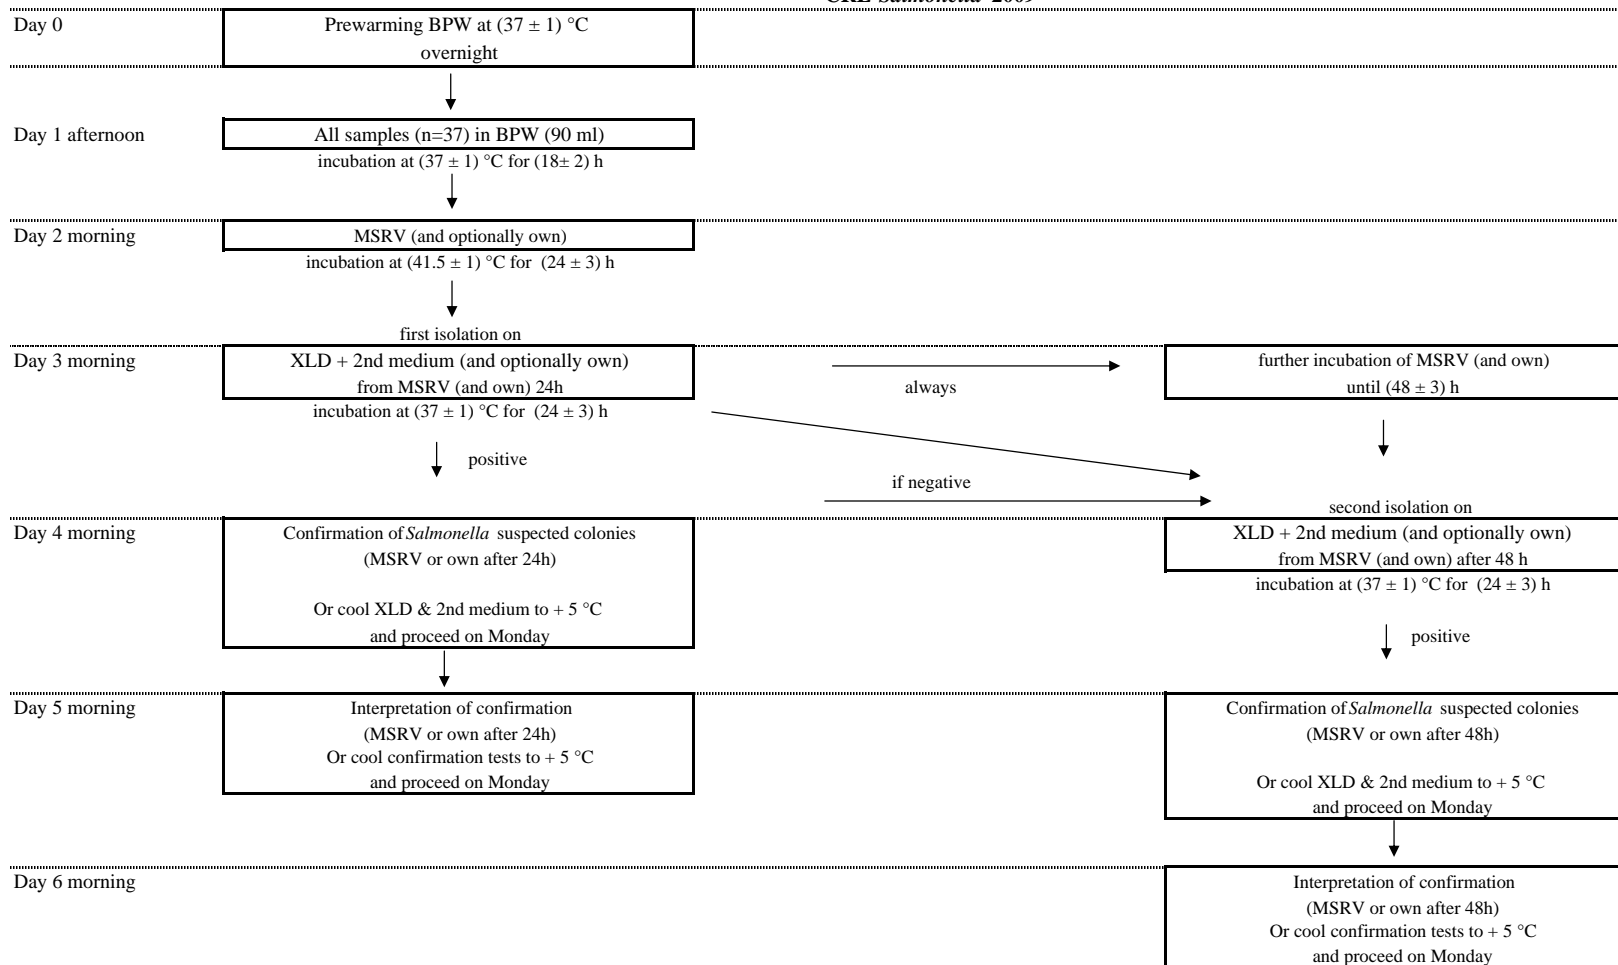 Day 0
Prewarming BPW at (37 ± 1) °C
overnight
Day 1 afternoon
All samples (n=37) in BPW (90 ml)
incubation at (37 ± 1) °C for (18± 2) h
Day 2 morning
MSRV (and optionally own)
incubation at (41.5 ± 1) °C for (24 ± 3) h
first isolation on
Day 3 morning
XLD + 2nd medium (and optionally own)
from MSRV (and own) 24h
incubation at (37 ± 1) °C for (24 ± 3) h
always
further incubation of MSRV (and own)
until (48 ± 3) h
positive
if negative
second isolation on
Day 4 morning
Confirmation of Salmonella suspected colonies
(MSRV or own after 24h)
Or cool XLD & 2nd medium to + 5 °C
and proceed on Monday
XLD + 2nd medium (and optionally own)
from MSRV (and own) after 48 h
incubation at (37 ± 1) °C for (24 ± 3) h
positive
Day 5 morning
Interpretation of confirmation
(MSRV or own after 24h)
Or cool confirmation tests to + 5 °C
and proceed on Monday
Confirmation of Salmonella suspected colonies
(MSRV or own after 48h)
Or cool XLD & 2nd medium to + 5 °C
and proceed on Monday
Day 6 morning
Interpretation of confirmation
(MSRV or own after 48h)
Or cool confirmation tests to + 5 °C
and proceed on Monday